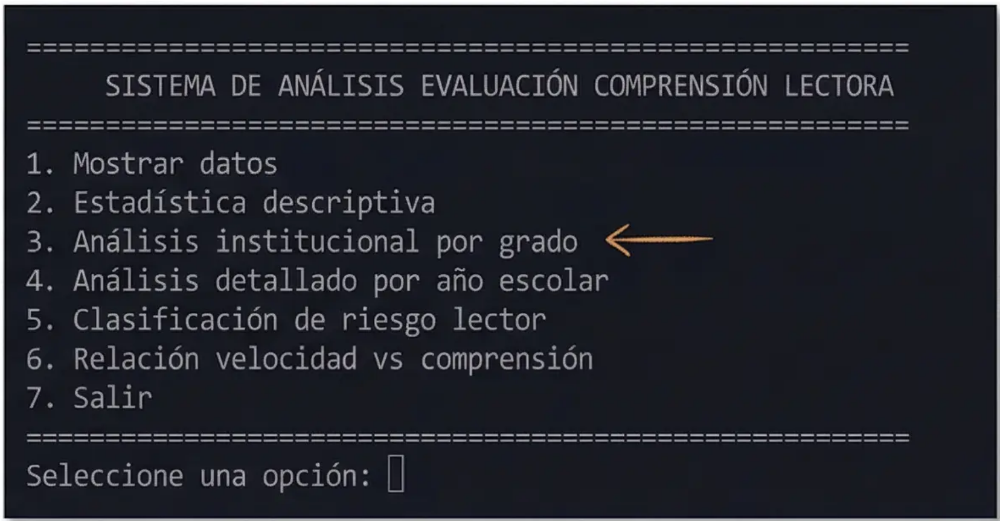 ========================================================
SISTEMA DE ANÁLISIS EVALUACIÓN COMPRENSIÓN LECTORA
========================================================
1. Mostrar datos
2. Estadística descriptiva
3. Análisis institucional por grado
4. Análisis detallado por año escolar
5. Clasificación de riesgo lector
6. Relación velocidad vs comprensión
7. Salir
========================================================
Seleccione una opción: